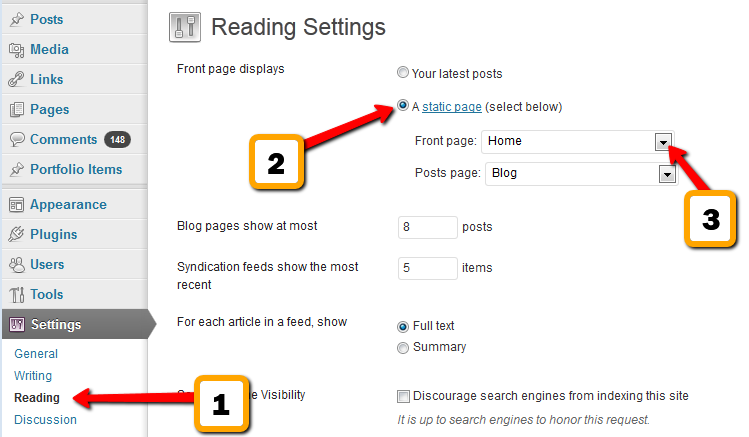 Posts
Media
Links
Pages
Comments 148
Portfolio Items
Appearance
Plugins
Users
Tools
Settings
General
Writing
Reading
Discussion
Reading Settings
Front page displays
Your latest posts
A static page (select below)
Front page: Home
Posts page: Blog
Blog pages show at most 8 posts
Syndication feeds show the most
recent
5 items
For each article in a feed, show
Full text
Summary
Visibility
Discourage search engines from indexing this site
It is up to search engines to honor this request.
1
2
3